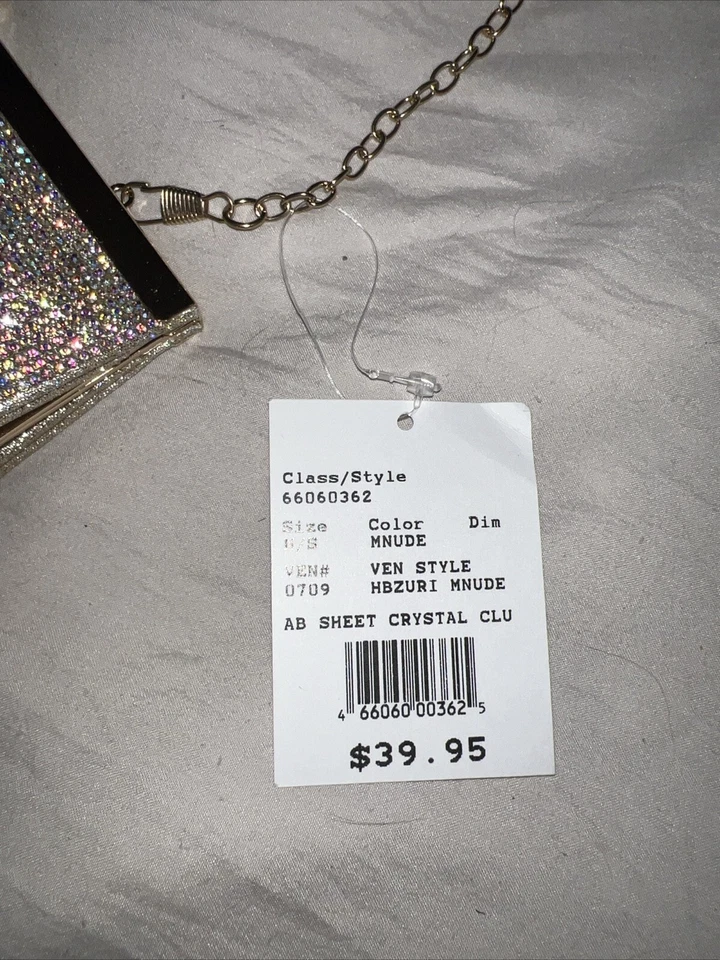 Class/Style
66060362
Size Color Dim
O/S MNUDE
VEN# VEN STYLE
0709 HBZURI MNUDE
AB SHEET CRYSTAL CLU
4 66060 00362 5
$39.95